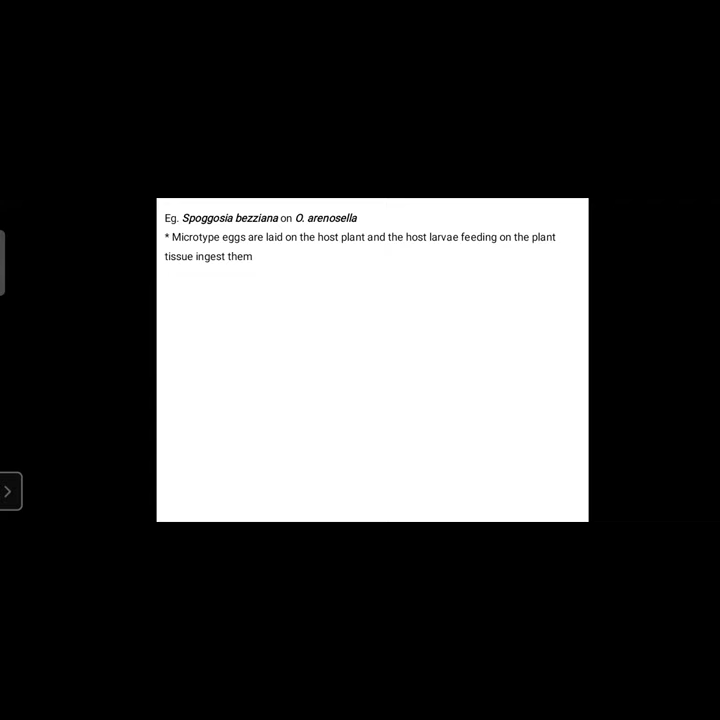 Eg. Spoggosia bezziana on O. arenosella
* Microtype eggs are laid on the host plant and the host larvae feeding on the plant
tissue ingest them